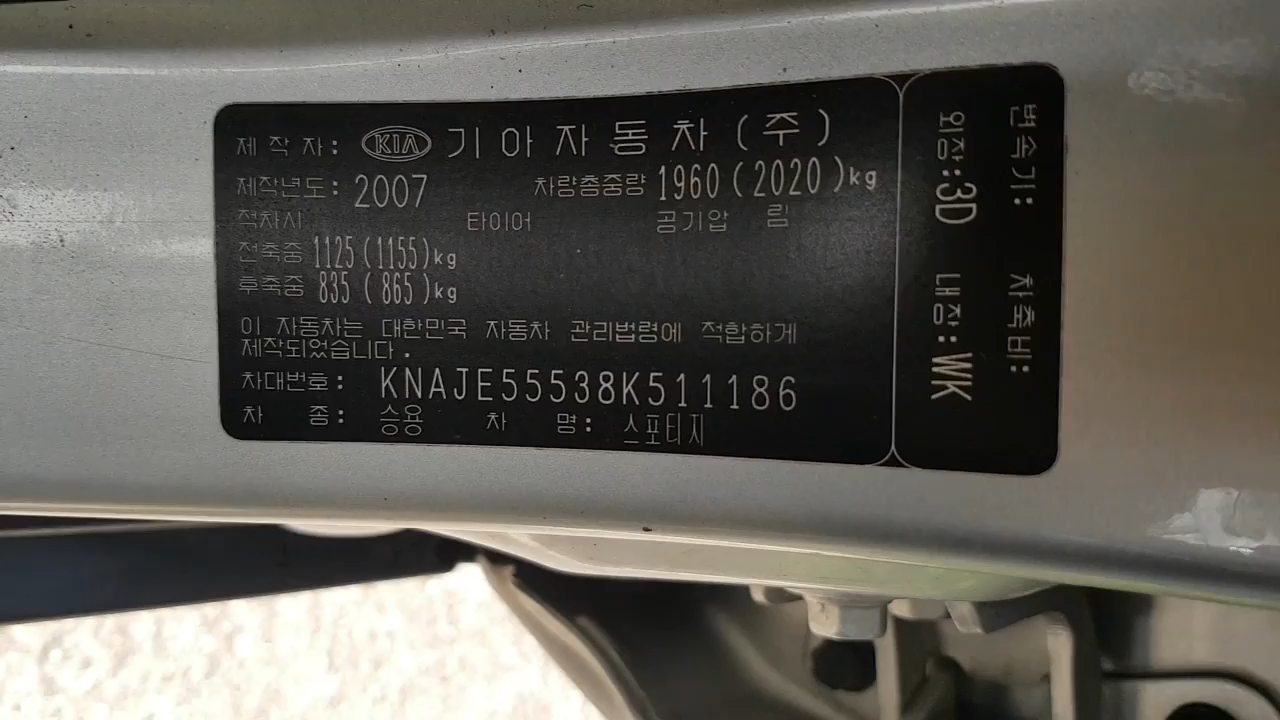 제작자: KIA 기아자동차(주)
제작년도: 2007 차량총중량 1960(2020)kg
적차시 타이어 공기압 림
전축중 1125(1155)kg
후축중 835(865)kg
이 자동차는 대한민국 자동차 관리법령에 적합하게
제작되었습니다.
차대번호: KNAJE55538K511186
차 종: 승용 차 명: 스포티지
변속기: 차축비:
외장:3D 내장:WK